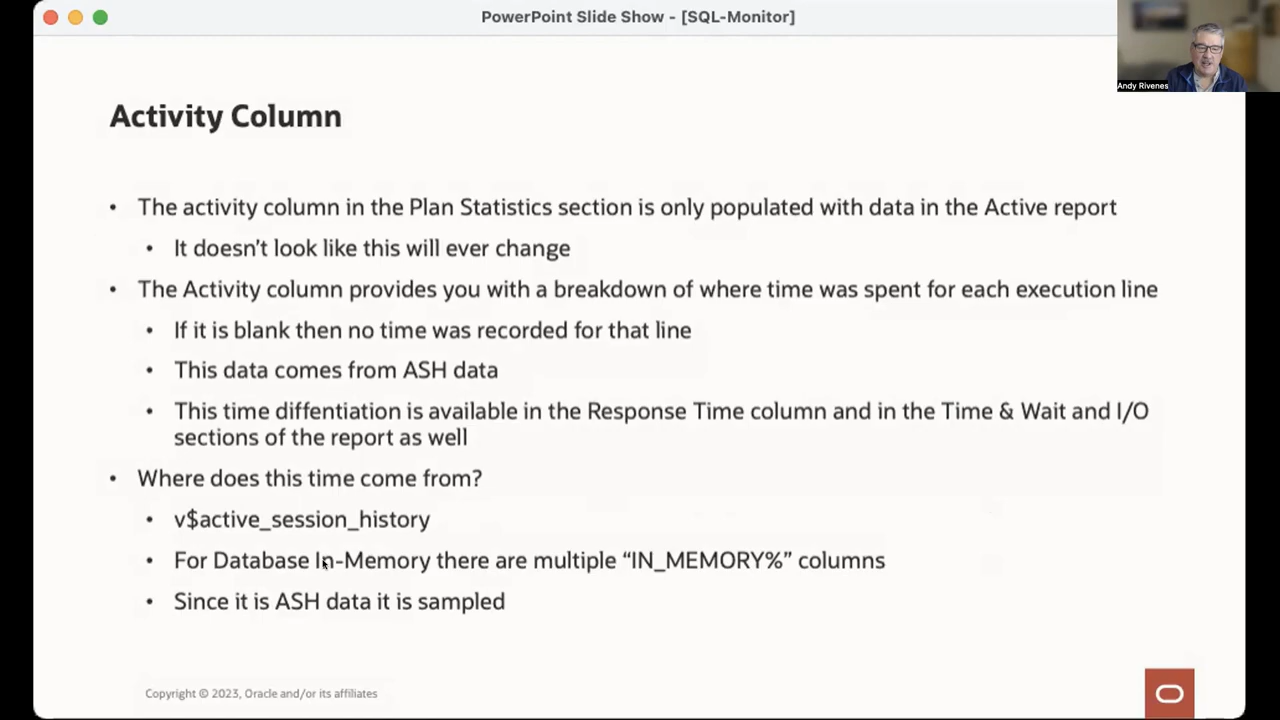 PowerPoint Slide Show - [SQL-Monitor]
Andy Rivenes
Activity Column
• The activity column in the Plan Statistics section is only populated with data in the Active report
• It doesn't look like this will ever change
• The Activity column provides you with a breakdown of where time was spent for each execution line
• If it is blank then no time was recorded for that line
• This data comes from ASH data
• This time diffentiation is available in the Response Time column and in the Time & Wait and I/O
sections of the report as well
• Where does this time come from?
• v$active_session_history
• For Database In-Memory there are multiple “IN_MEMORY%” columns
• Since it is ASH data it is sampled
Copyright © 2023, Oracle and/or its affiliates